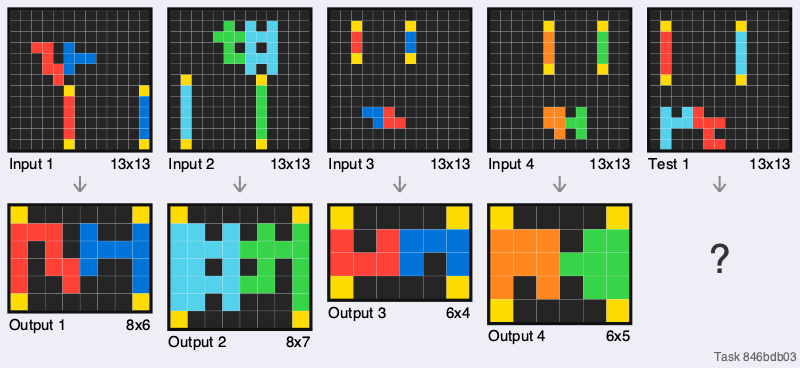 Input 1 13x13
Input 2 13x13
Input 3 13x13
Input 4 13x13
Test 1 13x13
?
Output 1 8x6
Output 2 8x7
Output 3 6x4
Output 4 6x5
Task 846bdb03